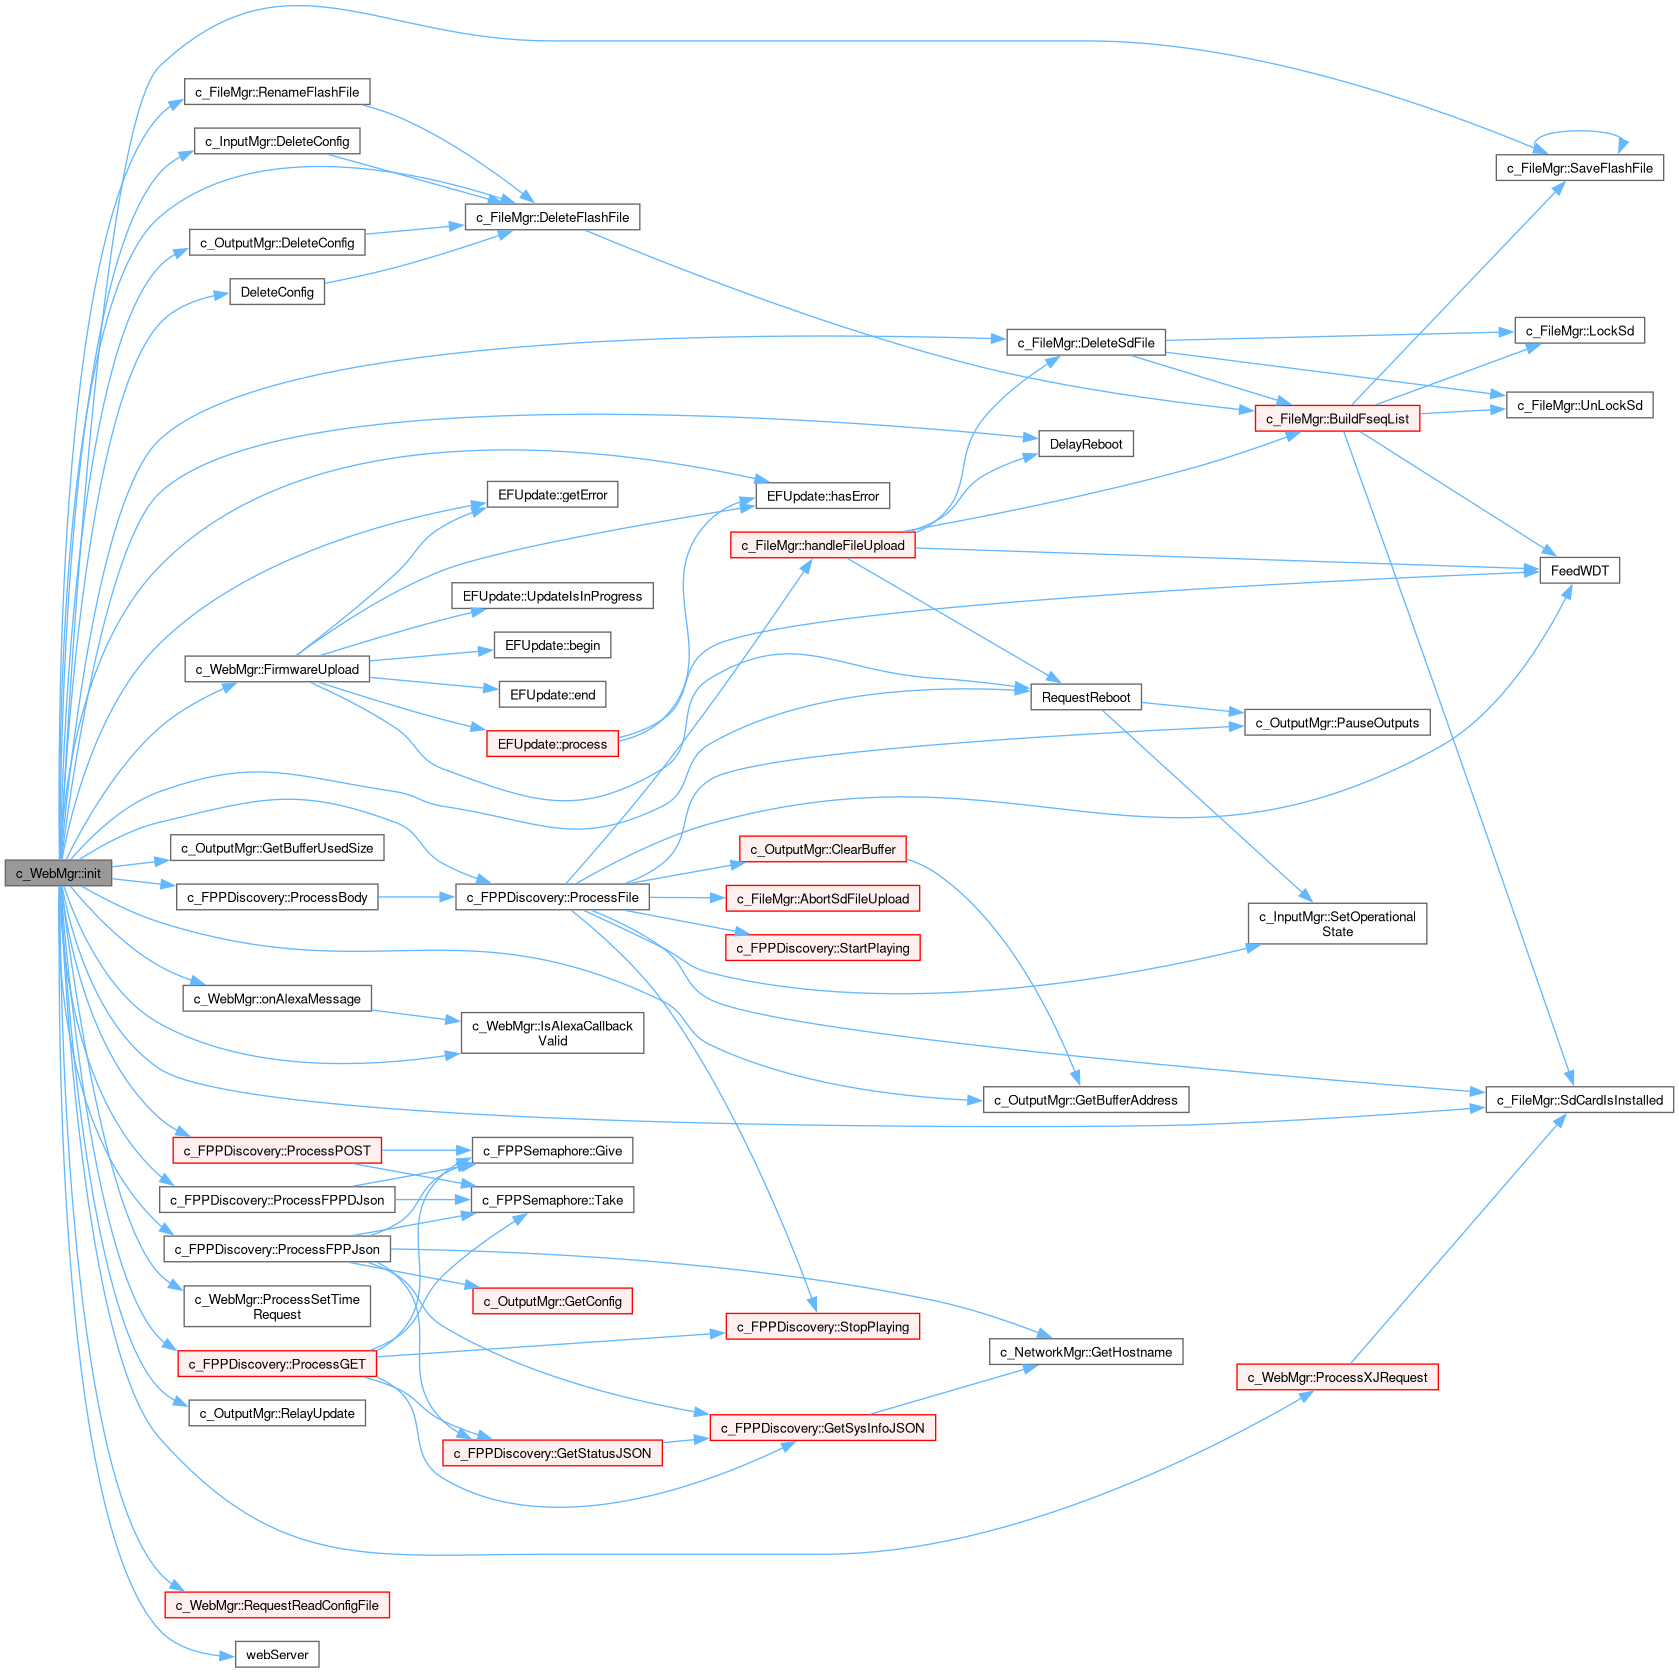 c_FileMgr::RenameFlashFile
c_InputMgr::DeleteConfig
c_FileMgr::SaveFlashFile
c_FileMgr::DeleteFlashFile
c_OutputMgr::DeleteConfig
DeleteConfig
c_FileMgr::LockSd
c_FileMgr::DeleteSdFile
c_FileMgr::UnLockSd
c_FileMgr::BuildFseqList
DelayReboot
EFUpdate::getError
EFUpdate::hasError
c_FileMgr::handleFileUpload
FeedWDT
EFUpdate::UpdateIsInProgress
EFUpdate::begin
c_WebMgr::FirmwareUpload
EFUpdate::end
RequestReboot
c_OutputMgr::PauseOutputs
EFUpdate::process
c_OutputMgr::GetBufferUsedSize
c_OutputMgr::ClearBuffer
c_WebMgr::init
c_FPPDiscovery::ProcessBody
c_FPPDiscovery::ProcessFile
c_FileMgr::AbortSdFileUpload
c_InputMgr::SetOperational
State
c_FPPDiscovery::StartPlaying
c_WebMgr::onAlexaMessage
c_WebMgr::IsAlexaCallback
Valid
c_OutputMgr::GetBufferAddress
c_FileMgr::SdCardIsInstalled
c_FPPDiscovery::ProcessPOST
c_FPPSemaphore::Give
c_FPPDiscovery::ProcessFPPDJson
c_FPPSemaphore::Take
c_FPPDiscovery::ProcessFPPJson
c_WebMgr::ProcessSetTime
Request
c_OutputMgr::GetConfig
c_FPPDiscovery::StopPlaying
c_NetworkMgr::GetHostname
c_FPPDiscovery::ProcessGET
c_WebMgr::ProcessXJRequest
c_OutputMgr::RelayUpdate
c_FPPDiscovery::GetSysInfoJSON
c_FPPDiscovery::GetStatusJSON
c_WebMgr::RequestReadConfigFile
webServer